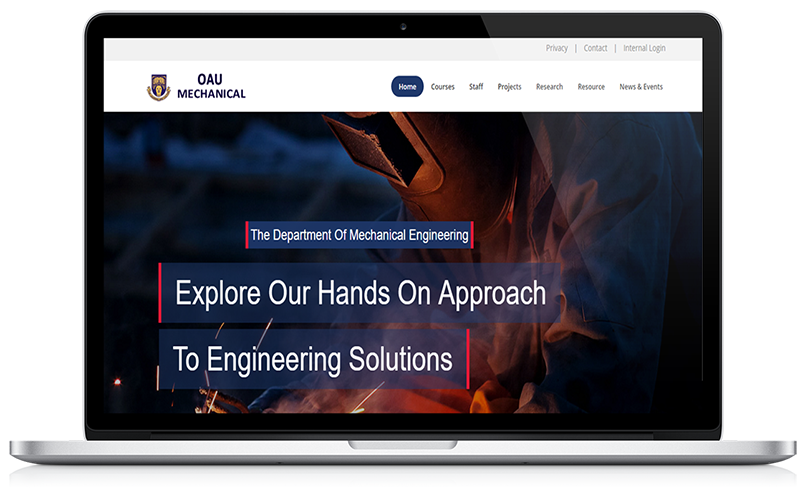 Privacy | Contact | Internal Login
OAU
MECHANICAL
Home Courses Staff Projects Research Resource News & Events
The Department Of Mechanical Engineering
Explore Our Hands On Approach
To Engineering Solutions